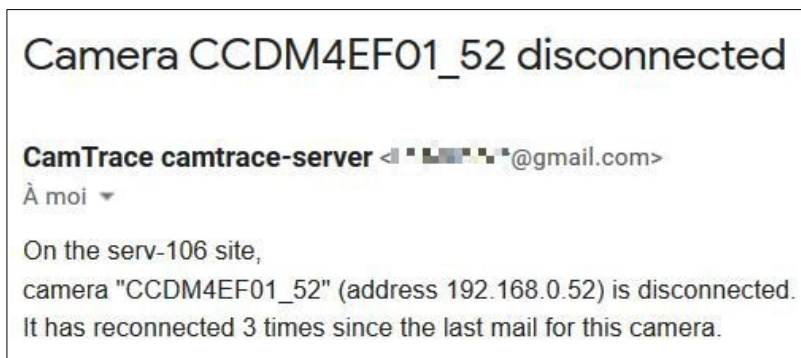 Camera CCDM4EF01_52 disconnected
CamTrace camtrace-server < @gmail.com>
À moi
On the serv-106 site,
camera "CCDM4EF01_52" (address 192.168.0.52) is disconnected.
It has reconnected 3 times since the last mail for this camera.